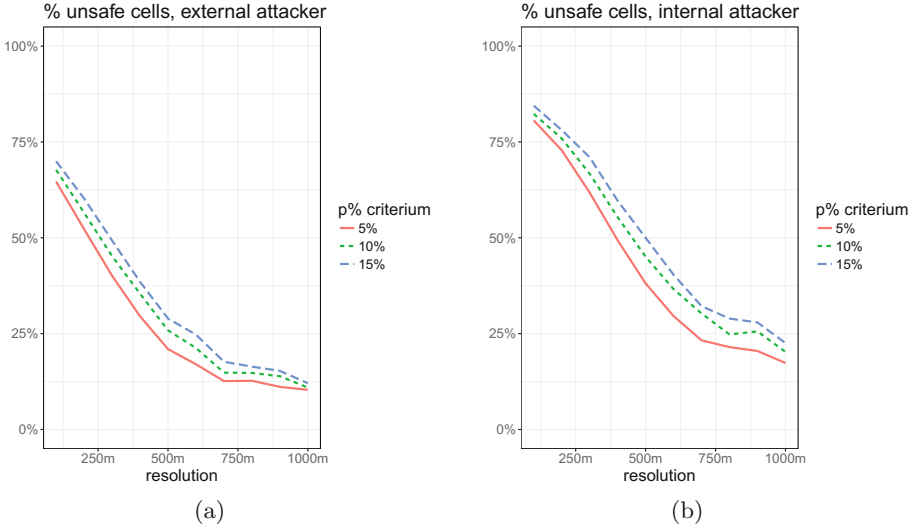 % unsafe cells, external attacker
100%
75%
50%
25%
0%
250m 500m 750m 1000m
resolution
p% criterium
5%
10%
15%
(a)
% unsafe cells, internal attacker
100%
75%
50%
25%
0%
250m 500m 750m 1000m
resolution
p% criterium
5%
10%
15%
(b)